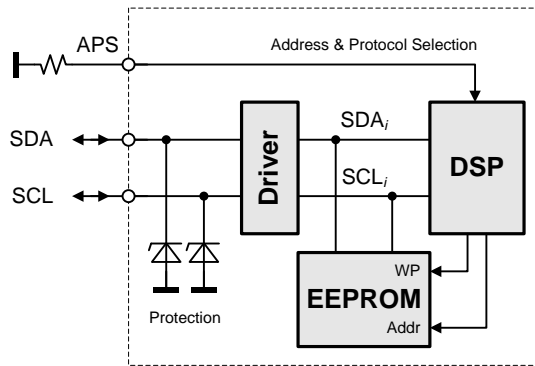 APS
Address & Protocol Selection
SDA
SCL
Driver
SDAi
SCLi
DSP
WP
EEPROM
Addr
Protection